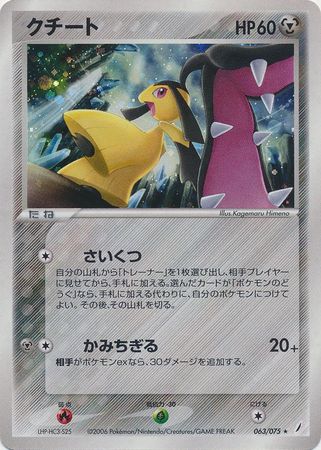 クチート HP60
たね
Illus.Kagemaru Himeno
さいくつ
自分の山札から「トレーナー」を1枚選び出し、相手プレイヤー
に見せてから、手札に加える。選んだカードが「ポケモンのど
うぐ」なら、手札に加える代わりに、自分のポケモンにつけて
よい。その後、その山札を切る。
かみちぎる 20+
相手がポケモンexなら、30ダメージを追加する。
弱点 抵抗力 -30 にげる
LHP-HC3-S25 ©2006 Pokémon/Nintendo/Creatures/GAME FREAK 063/075 ★